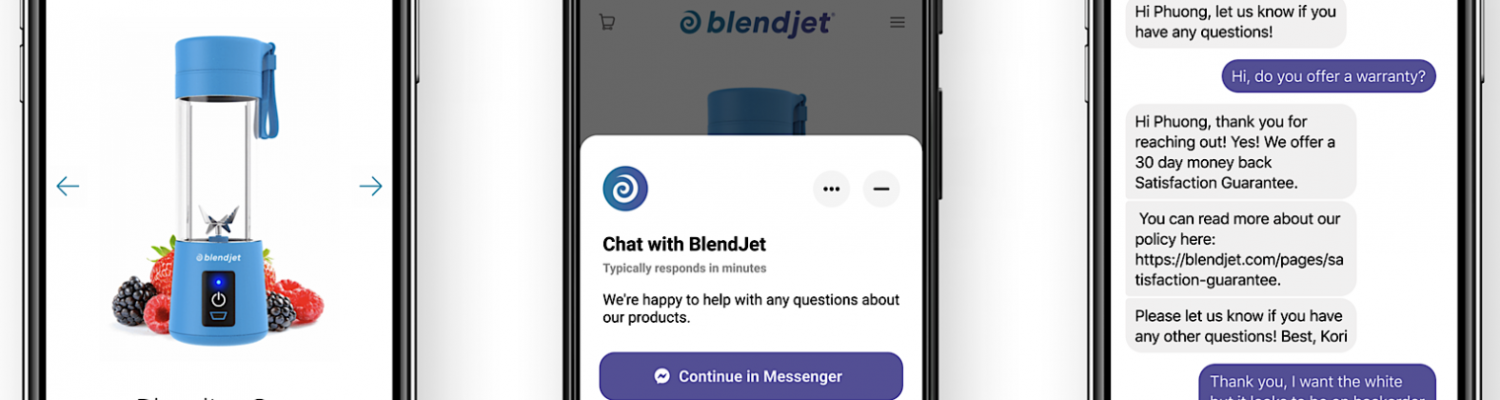 blendjet
blendjet
Chat with BlendJet
Typically responds in minutes
We're happy to help with any questions about
our products.
Continue in Messenger
Hi Phuong, let us know if you
have any questions!
Hi, do you offer a warranty?
Hi Phuong, thank you for
reaching out! Yes! We offer a
30 day money back
Satisfaction Guarantee.
You can read more about our
policy here:
https://blendjet.com/pages/sa
tisfaction-guarantee.
Please let us know if you have
any other questions! Best, Kori
Thank you, I want the white